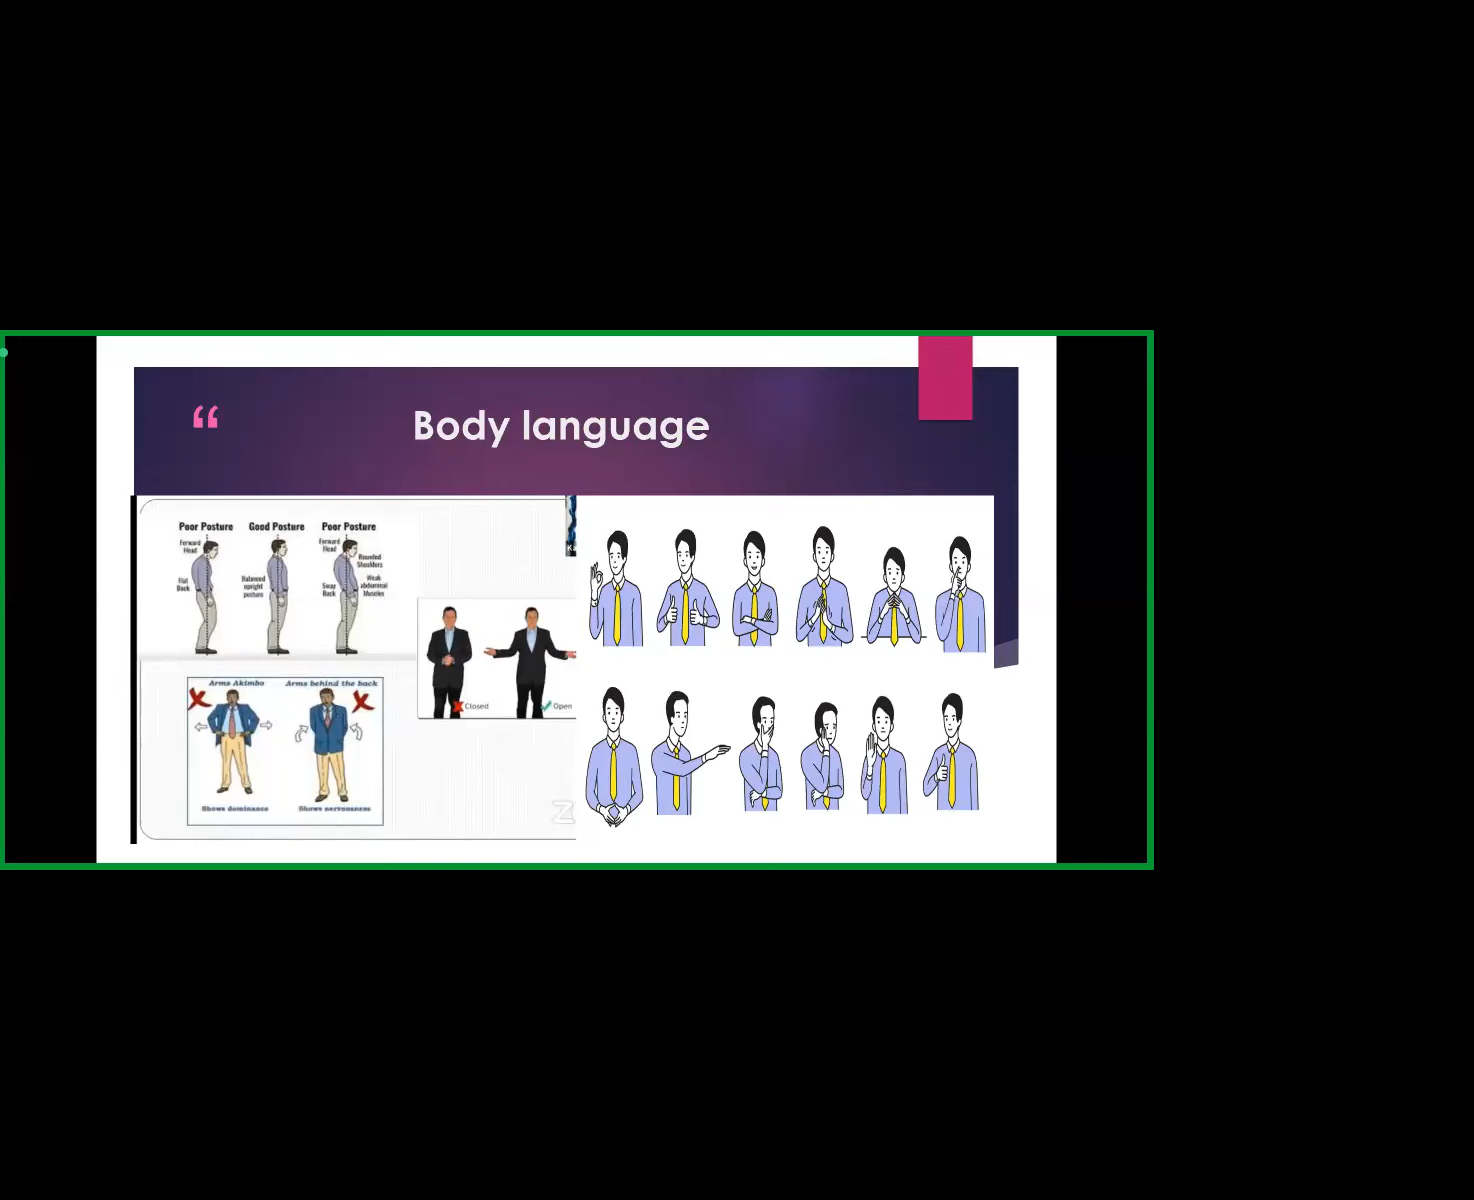 “ Body language
Poor Posture Good Posture Poor Posture
Forward
Head
Flat
Back
Balanced
upright
posture
Forward
Head
Rounded
Shoulders
Sway
Back
Weak
abdominal
Muscles
Closed
Open
Arms Akimbo
Arms behind the back
Shows dominance
Shows nervousness